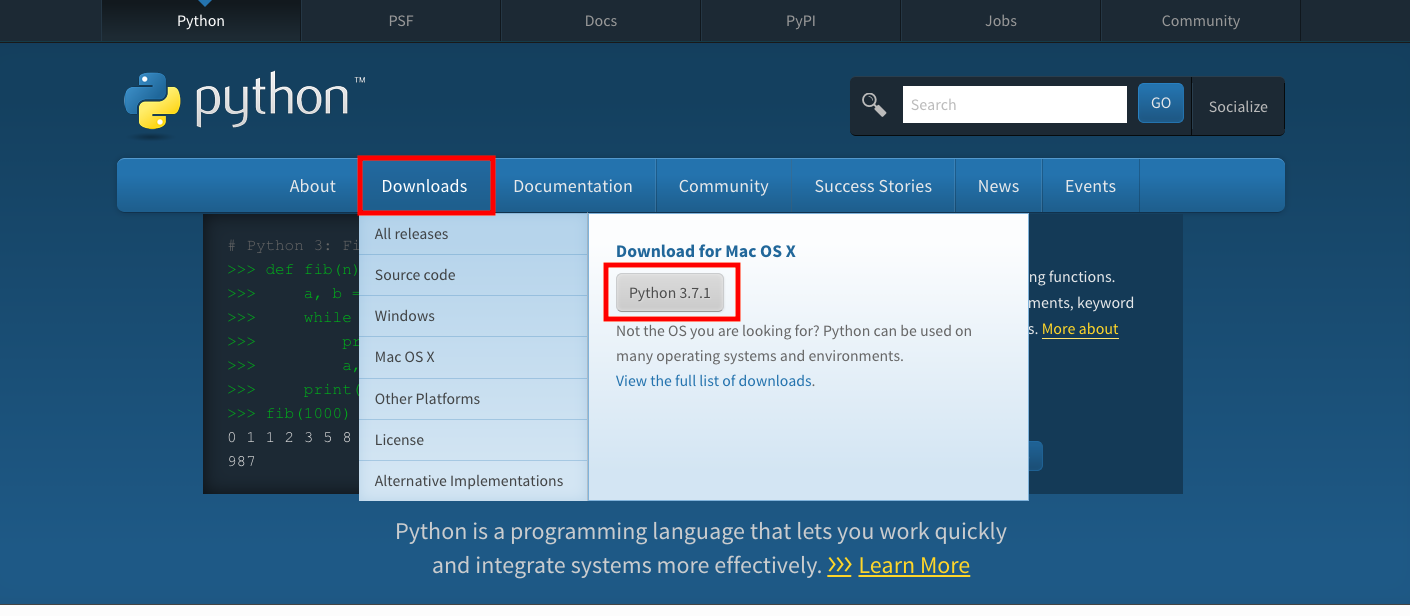 Python PSF Docs PyPI Jobs Community
python™
Search GO Socialize
About Downloads Documentation Community Success Stories News Events
# Python 3: Fi
>>> def fib(n)
>>> a, b =
>>> while
>>> pr
>>> a,
>>> print(
>>> fib(1000)
0 1 1 2 3 5 8
987
All releases
Source code
Windows
Mac OS X
Other Platforms
License
Alternative Implementations
Download for Mac OS X
Python 3.7.1
Not the OS you are looking for? Python can be used on
many operating systems and environments.
View the full list of downloads.
ng functions.
ments, keyword
s. More about
Python is a programming language that lets you work quickly
and integrate systems more effectively. >>> Learn More